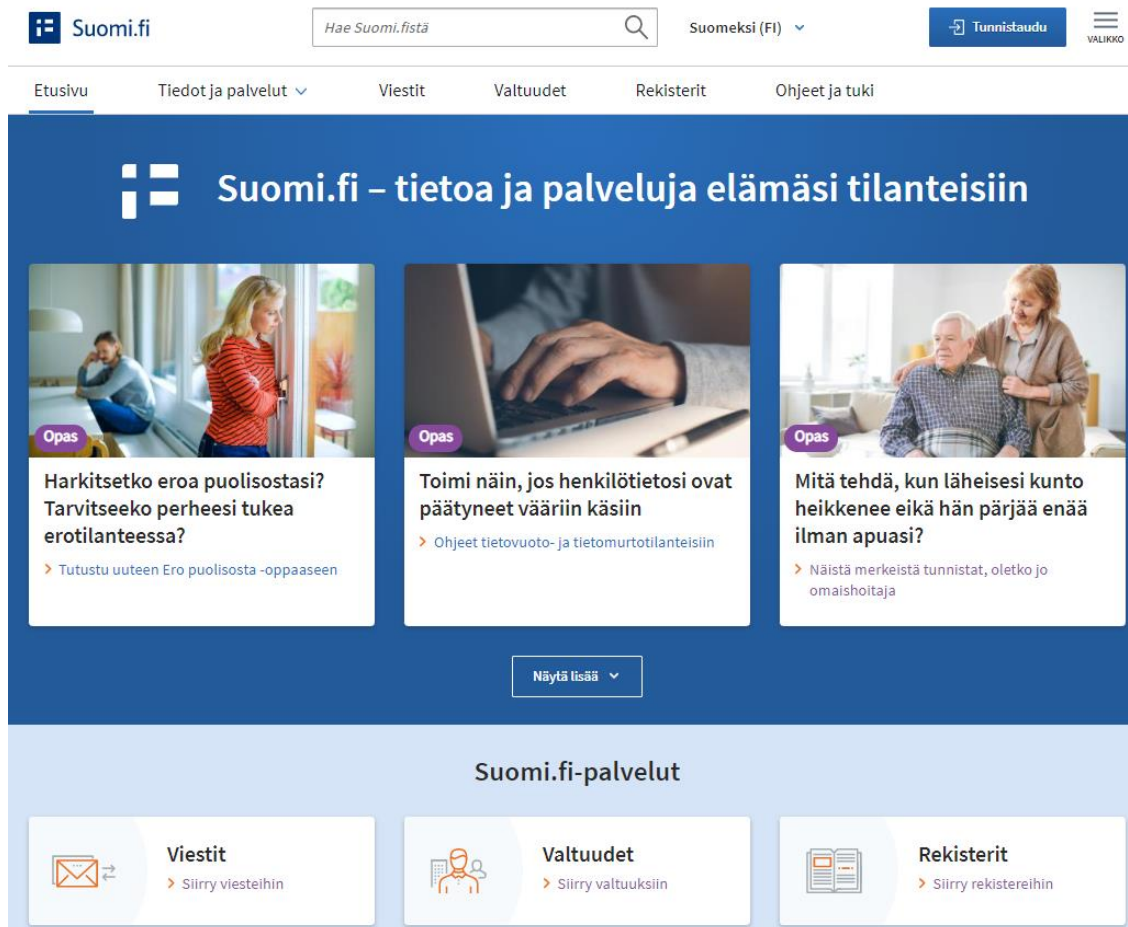 Suomi.fi
Hae Suomi.fistä
Suomeksi (FI)
Tunnistaudu
VALIKKO
Etusivu
Tiedot ja palvelut
Viestit
Valtuudet
Rekisterit
Ohjeet ja tuki
Suomi.fi – tietoa ja palveluja elämäsi tilanteisiin
Opas
Harkitsetko eroa puolisostasi?
Tarvitseeko perheesi tukea
erotilanteessa?
Tutustu uuteen Ero puolisosta -oppaaseen
Opas
Toimi näin, jos henkilötietosi ovat
päätyneet vääriin käsiin
Ohjeet tietovuoto- ja tietomurtotilanteisiin
Opas
Mitä tehdä, kun läheisesi kunto
heikkenee eikä hän pärjää enää
ilman apuasi?
Näistä merkeistä tunnistat, oletko jo
omaishoitaja
Näytä lisää
Suomi.fi-palvelut
Viestit
Siirry viesteihin
Valtuudet
Siirry valtuuksiin
Rekisterit
Siirry rekistereihin